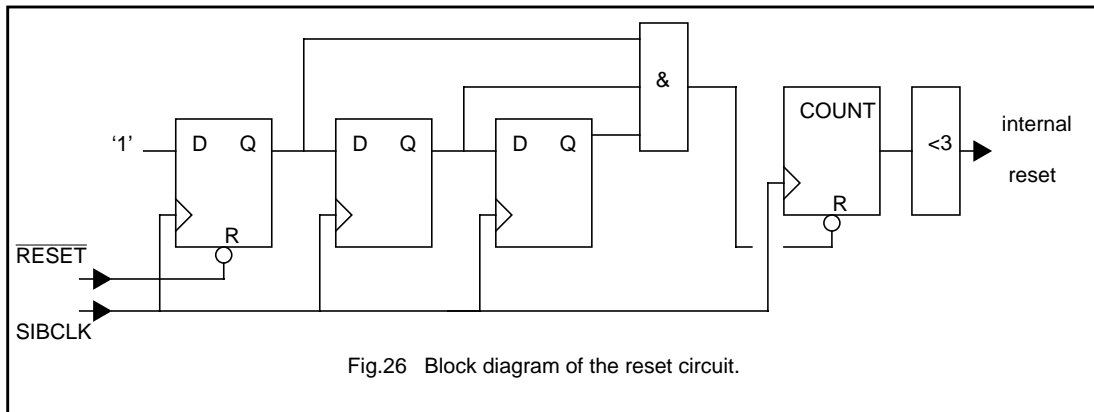 &
COUNT
internal
‘1’
D Q
D Q
D Q
<3
reset
R
R
RESET
SIBCLK
Fig.26 Block diagram of the reset circuit.